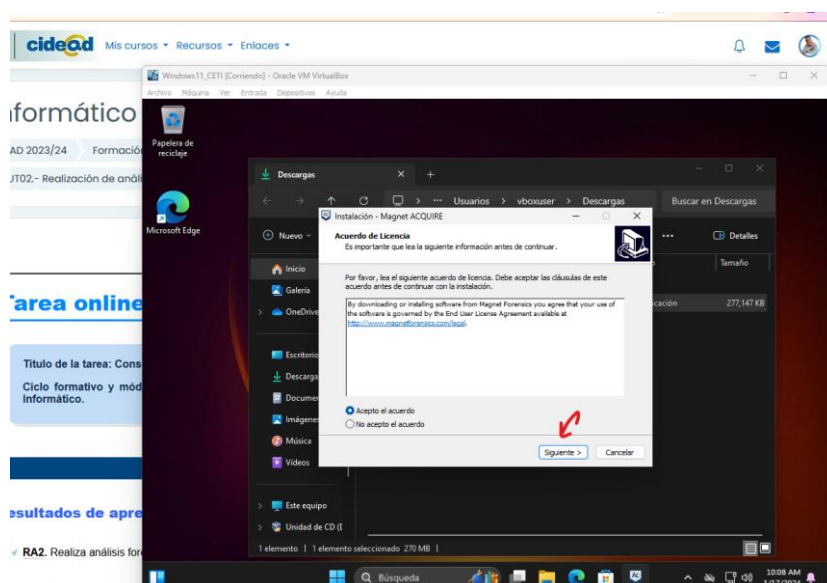 cidead Mis cursos Recursos Enlaces
Windows11_CETI [Corriendo] - Oracle VM VirtualBox
Archivo Máquina Ver Entrada Dispositivos Ayuda
nformático
AD 2023/24 Formació
UT02.- Realización de análi
Tarea online
Título de la tarea: Cons
Ciclo formativo y mód
Informático.
esultados de apre
RA2. Realiza análisis fore
Papelera de
reciclaje
Microsoft Edge
Descargas
Usuarios > vboxuser > Descargas
Buscar en Descargas
Nuevo
Detalles
Inicio
Galería
OneDrive
Escritorio
Descarga
Documen
Imágenes
Música
Vídeos
Este equipo
Unidad de CD (I
Tamaño
cación 277,147 KB
Instalación - Magnet ACQUIRE
Acuerdo de Licencia
Es importante que lea la siguiente información antes de continuar.
Por favor, lea el siguiente acuerdo de licencia. Debe aceptar las cláusulas de este
acuerdo antes de continuar con la instalación.
By downloading or installing software from Magnet Forensics you agree that your use of
the software is governed by the End User License Agreement available at
http://www.magnetforensics.com/legal.
Acepto el acuerdo
No acepto el acuerdo
Siguiente >
Cancelar
1 elemento | 1 elemento seleccionado 270 MB |
Búsqueda
10:08 AM